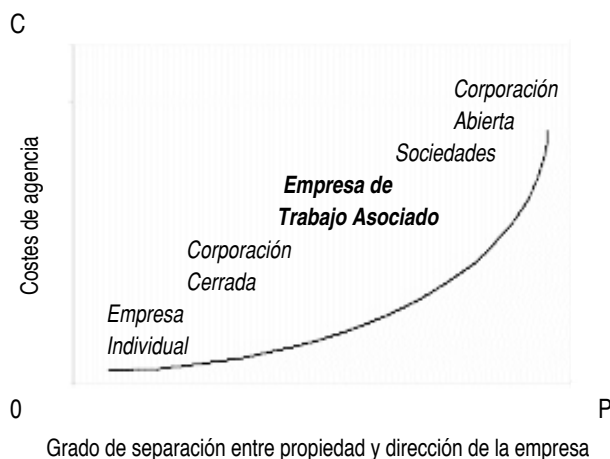 C
Corporación
Abierta
Sociedades
Empresa de
Trabajo Asociado
Corporación
Cerrada
Empresa
Individual
Costes de agencia
0
P
Grado de separación entre propiedad y dirección de la empresa